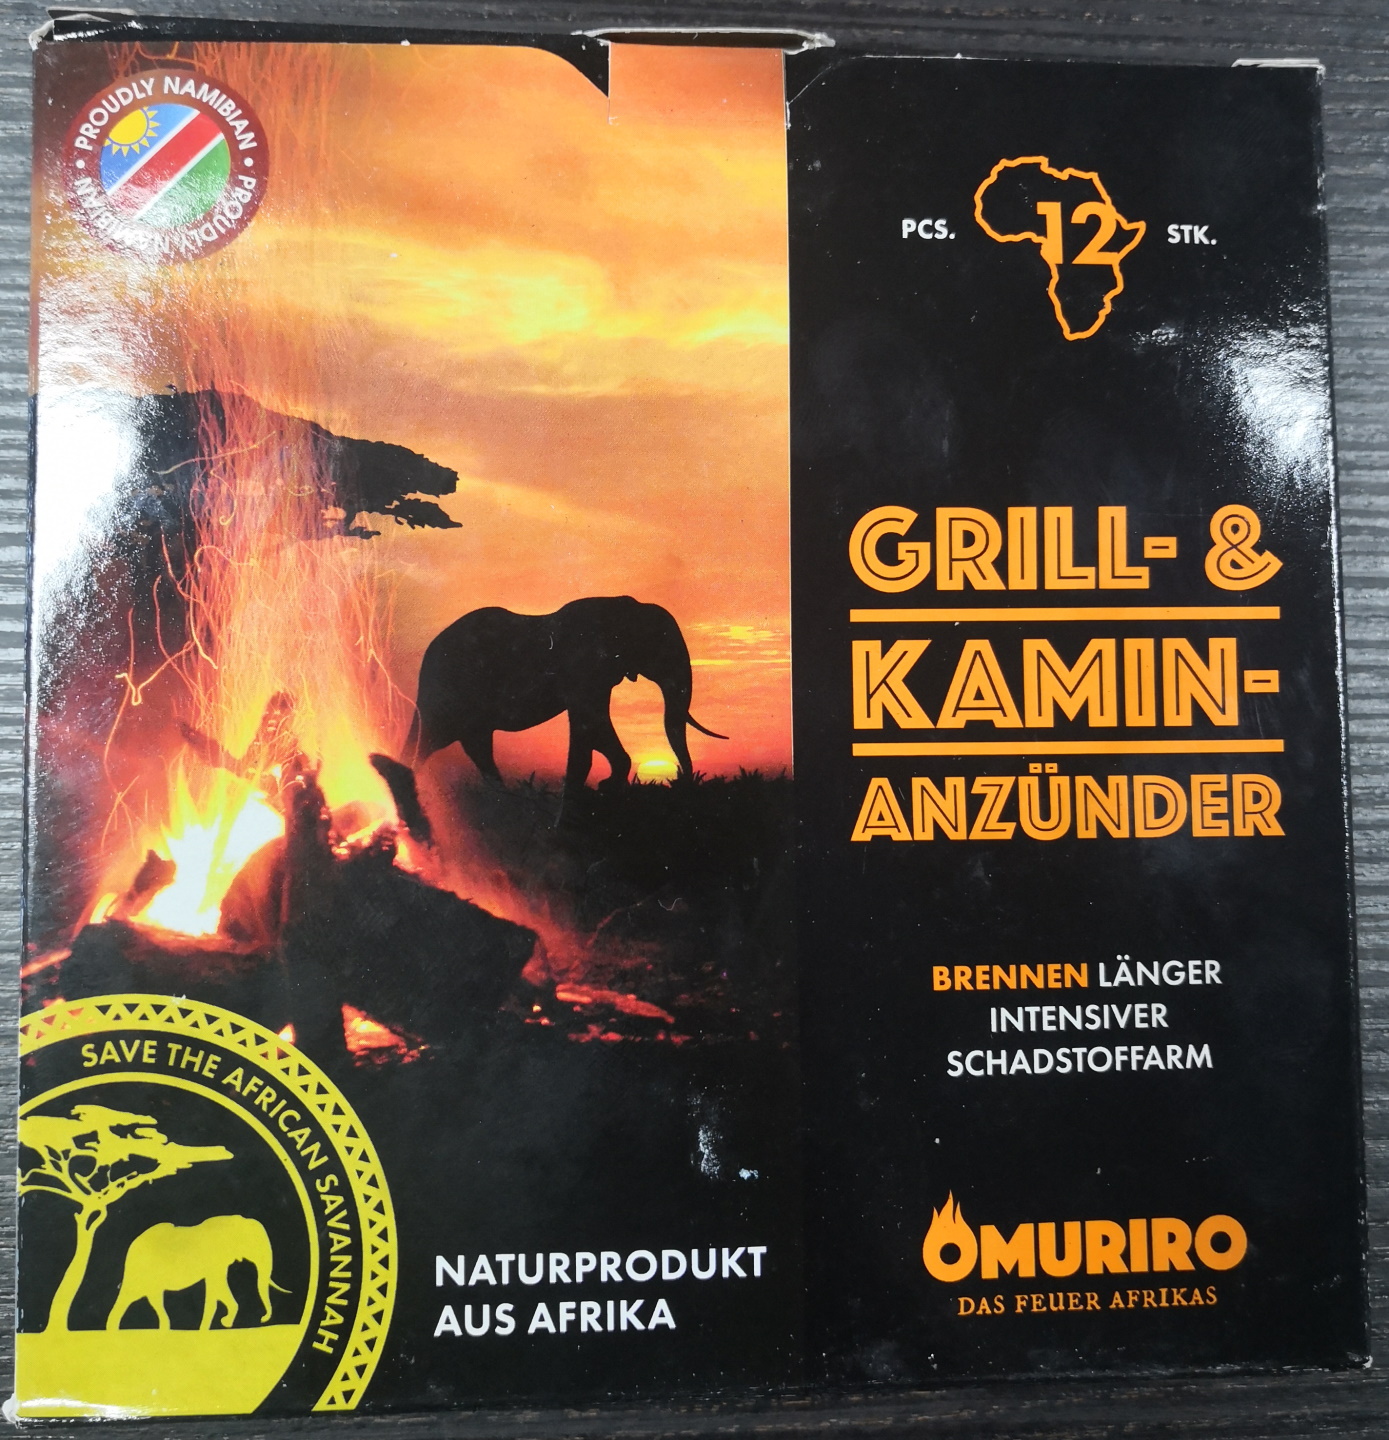 PROUDLY NAMIBIAN • PROUDLY NAMIBIAN •
PCS. 12 STK.
GRILL- &
KAMIN-
ANZÜNDER
BRENNEN LÄNGER
INTENSIVER
SCHADSTOFFARM
SAVE THE AFRICAN SAVANNAH
NATURPRODUKT
AUS AFRIKA
OMURIRO
DAS FEUER AFRIKAS